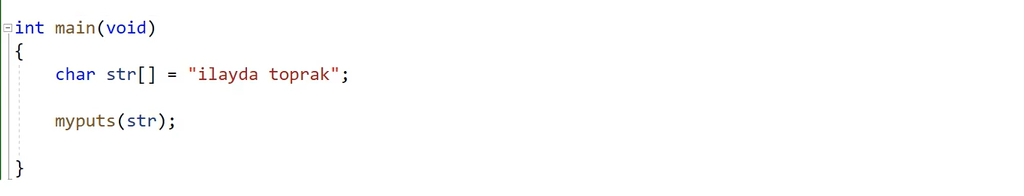 int main(void)
{
    char str[] = "ilayda toprak";
    myputs(str);
}